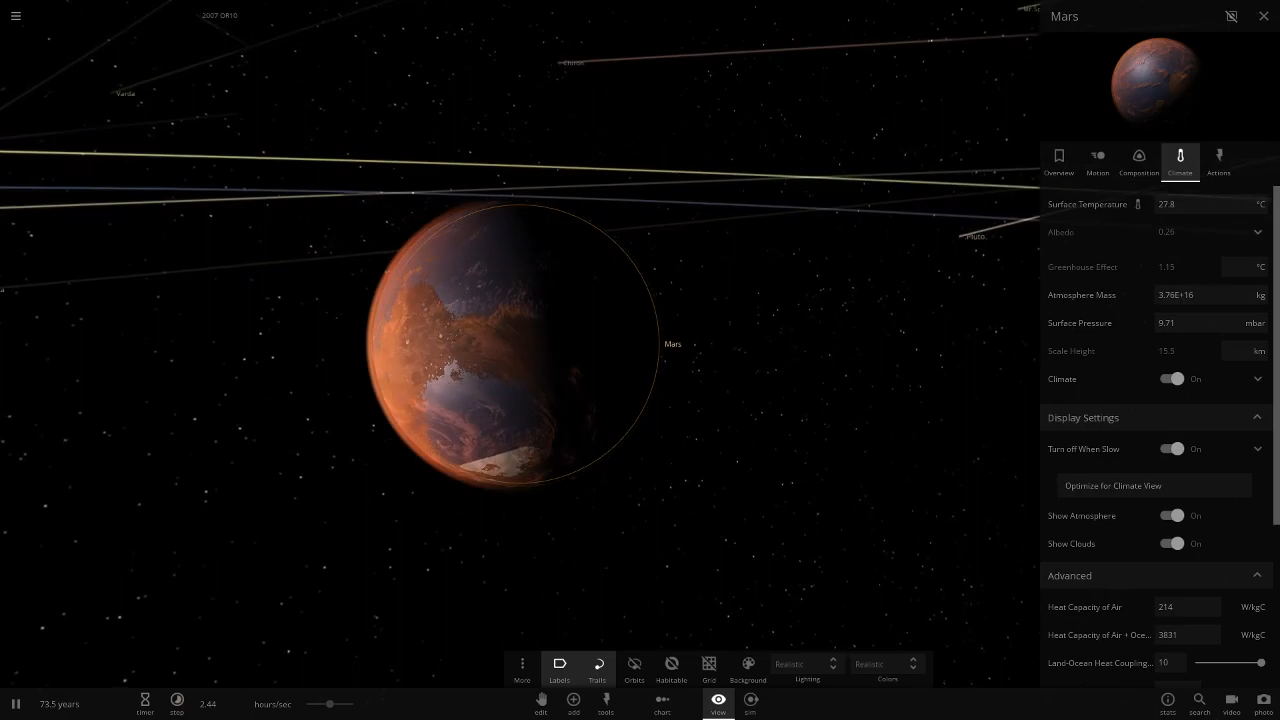 2007 OR10
Varda
Chiron
Pluto
Mars
Mars
Overview Motion Composition Climate Actions
Surface Temperature 27.8 °C
Albedo 0.26
Greenhouse Effect 1.15 °C
Atmosphere Mass 3.76E+16 kg
Surface Pressure 9.71 mbar
Scale Height 15.5 km
Climate On
Display Settings
Turn off When Slow On
Optimize for Climate View
Show Atmosphere On
Show Clouds On
Advanced
Heat Capacity of Air 214 W/kgC
Heat Capacity of Air + Oce... 3831 W/kgC
Land-Ocean Heat Coupling... 10
More Labels Trails Orbits Habitable Grid Background
Realistic Realistic
Lighting Colors
73.5 years timer step 2.44 hours/sec edit add tools chart view sim stats search video photo